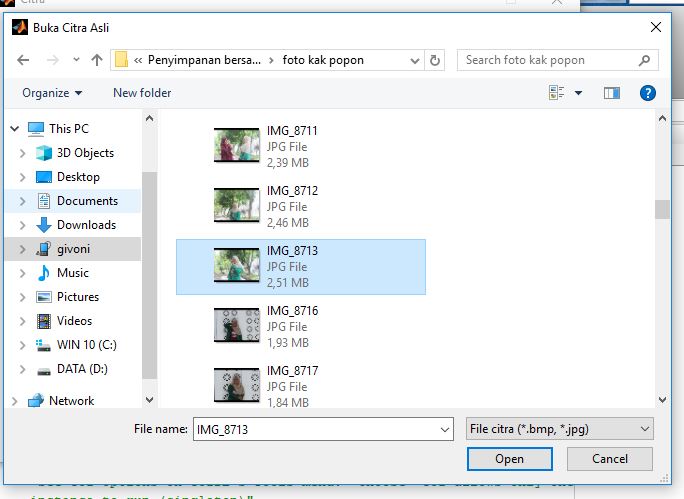 Citra
Buka Citra Asli
« Penyimpanan bersa... > foto kak popon
Search foto kak popon
Organize
New folder
?
This PC
3D Objects
Desktop
Documents
Downloads
givoni
Music
Pictures
Videos
WIN 10 (C:)
DATA (D:)
Network
IMG_8711
JPG File
2,39 MB
IMG_8712
JPG File
2,46 MB
IMG_8713
JPG File
2,51 MB
IMG_8716
JPG File
1,93 MB
IMG_8717
JPG File
1,84 MB
File name:
IMG_8713
File citra (*.bmp, *.jpg)
Open
Cancel
instance to run (singleton)"